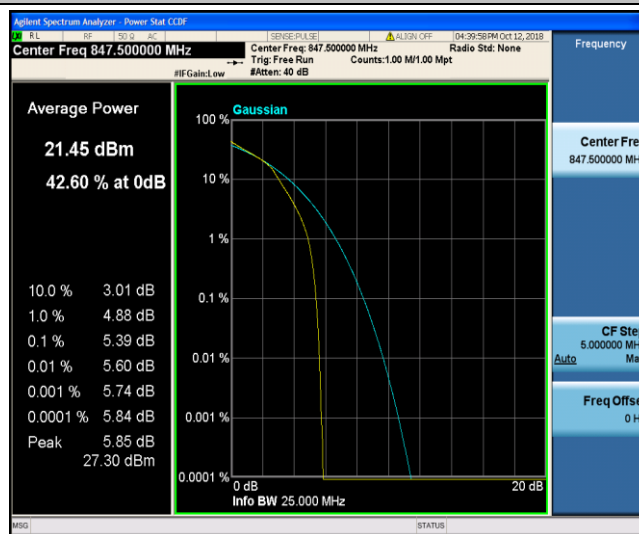 Agilent Spectrum Analyzer - Power Stat CCDF
RL RF 50 Ω AC SENSE:PULSE ALIGN OFF 04:39:58 PM Oct 12, 2018
Center Freq 847.500000 MHz
Center Freq: 847.500000 MHz Radio Std: None
Trig: Free Run Counts:1.00 M/1.00 Mpt
#IFGain:Low #Atten: 40 dB
Frequency
Average Power
21.45 dBm
42.60 % at 0dB
10.0 % 3.01 dB
1.0 % 4.88 dB
0.1 % 5.39 dB
0.01 % 5.60 dB
0.001 % 5.74 dB
0.0001 % 5.84 dB
Peak 5.85 dB
27.30 dBm
Gaussian
100 %
10 %
1 %
0.1 %
0.01 %
0.001 %
0.0001 %
0 dB 20 dB
Info BW 25.000 MHz
Center Fre
847.500000 MH
CF Ste
5.000000 MH
Auto Ma
Freq Offse
0 H
MSG STATUS